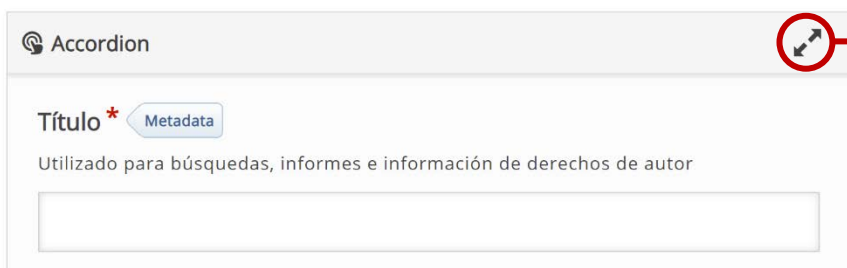 Accordion
Título * Metadata
Utilizado para búsquedas, informes e información de derechos de autor